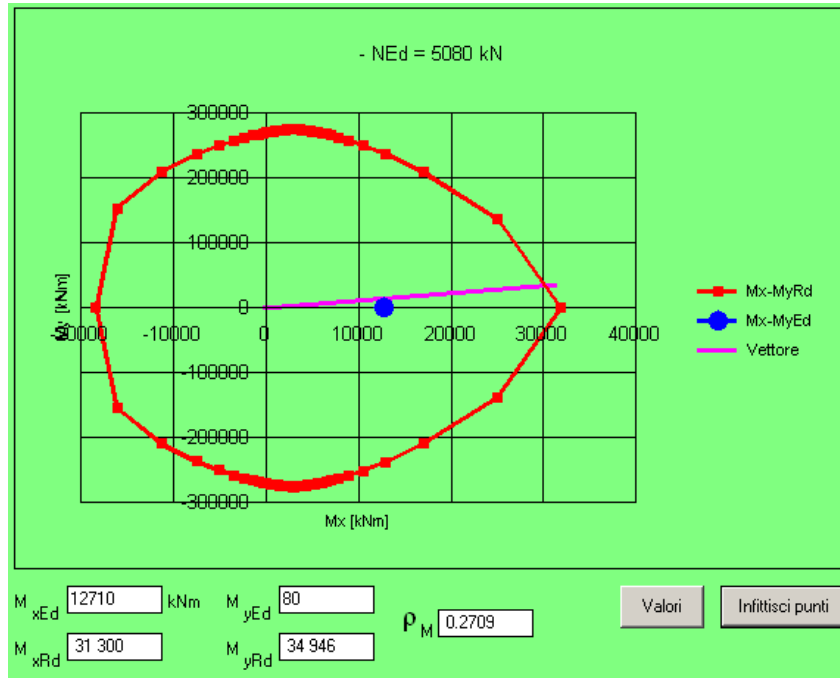 - NEd = 5080 kN
300000
200000
100000
0
-100000
-200000
-300000
-20000 -10000 0 10000 20000 30000 40000
My [kNm]
Mx [kNm]
Mx-MyRd
Mx-MyEd
Vettore
M xEd 12710 kNm M yEd 80
ρ M 0.2709
Valori Infittisci punti
M xRd 31 300 M yRd 34 946